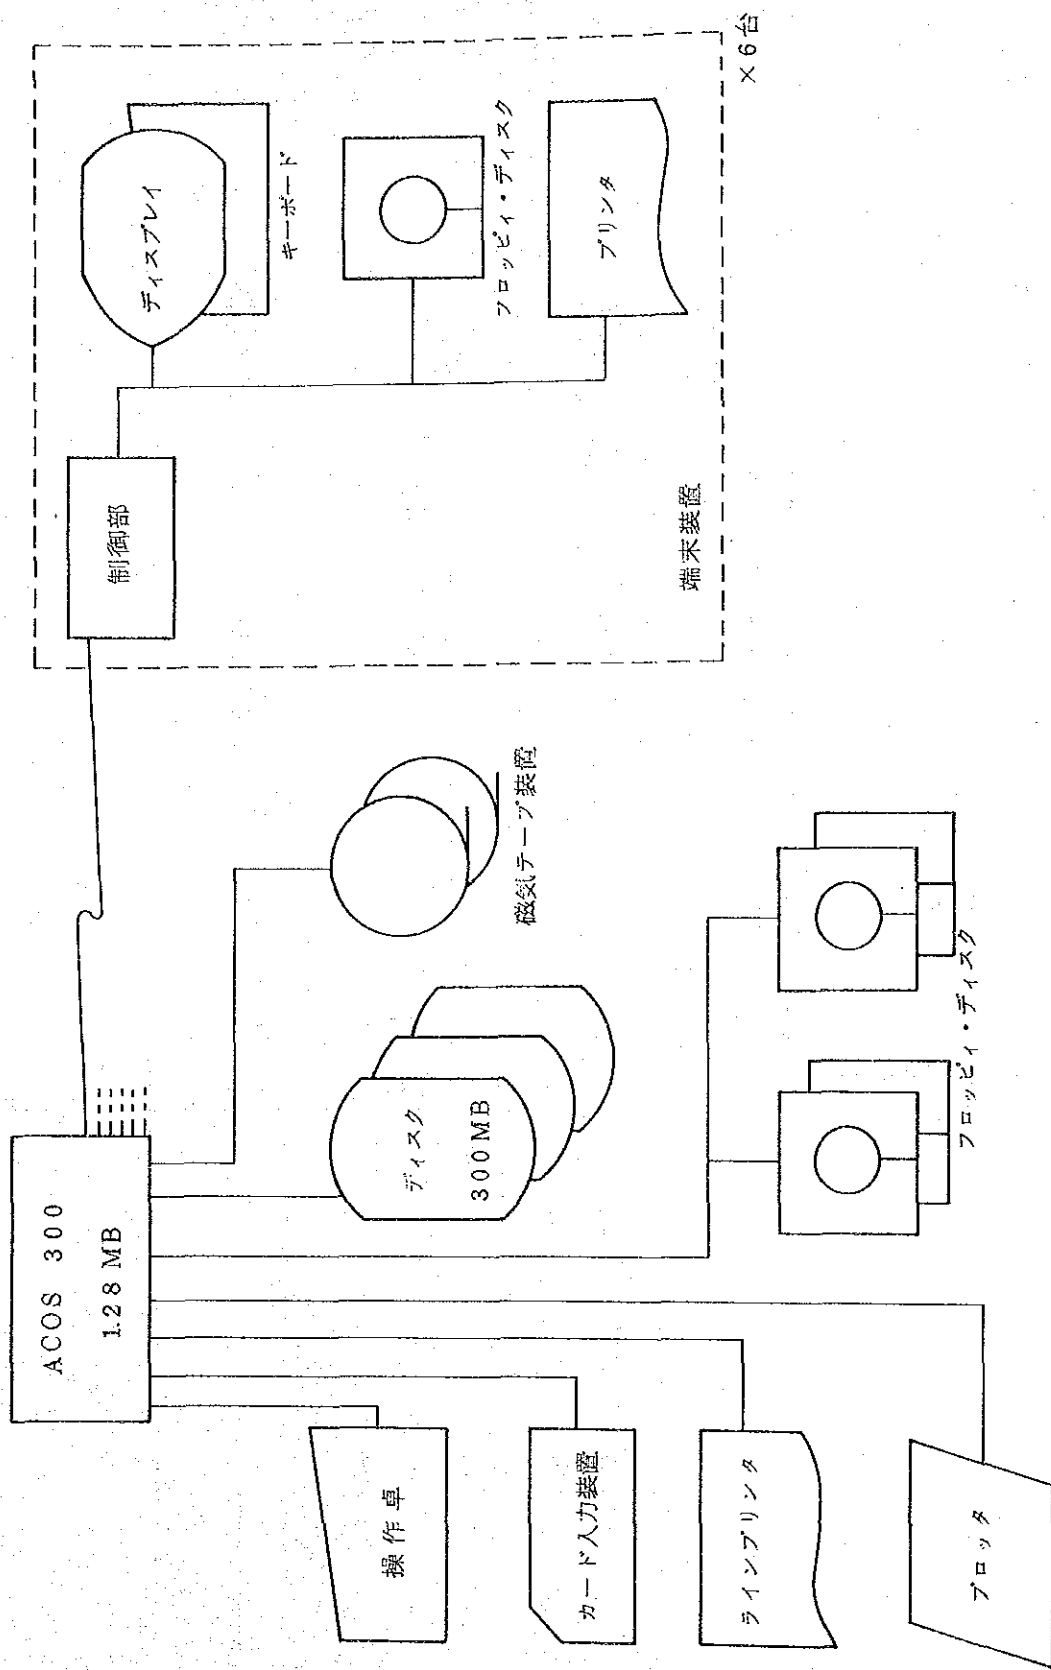 ACOS 300
1.28 MB
操作卓
カード入力装置
ラインプリンタ
プロッタ
ディスク
300MB
磁気テープ装置
フロッピィ・ディスク
制御部
ディスプレイ
キーボード
フロッピィ・ディスク
プリンタ
端末装置
×6台